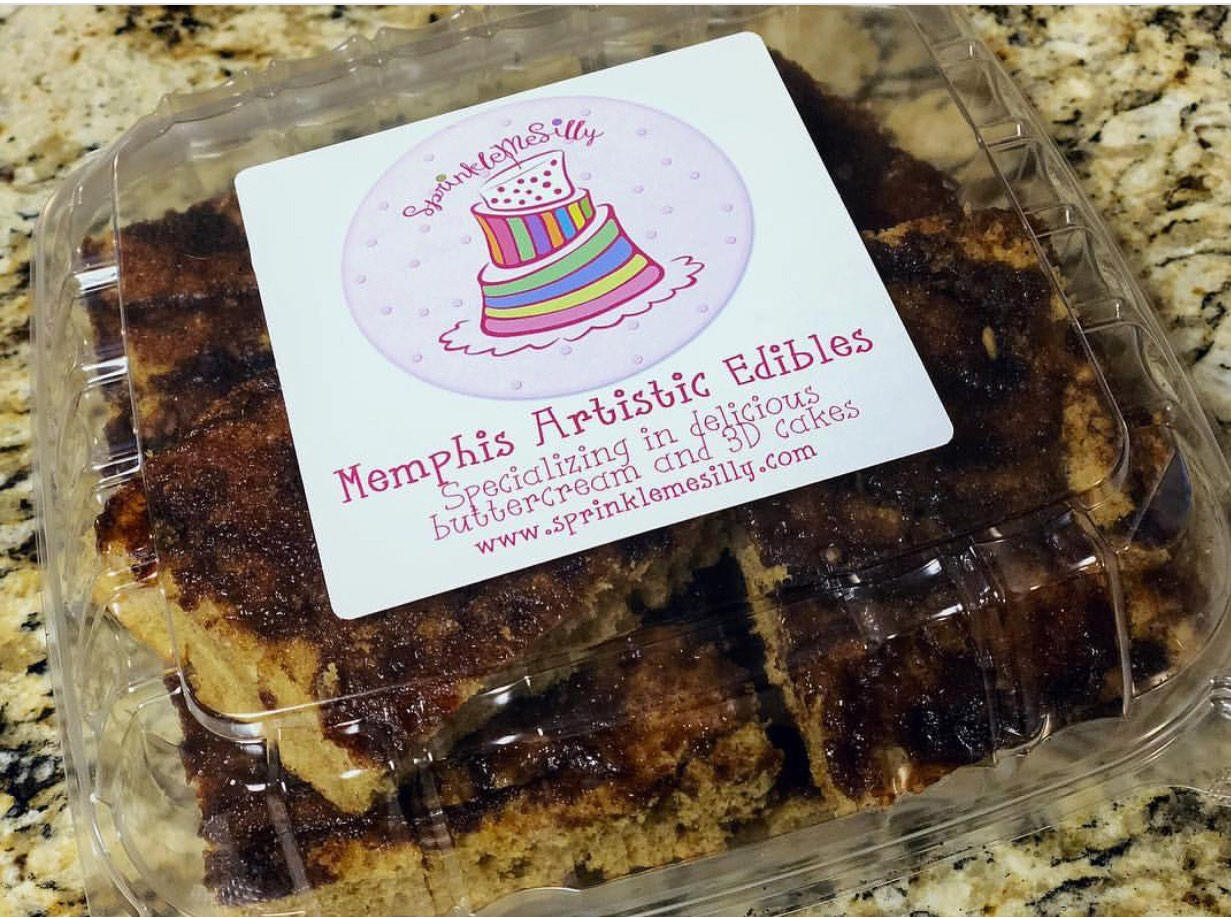 SprinkleMeSilly
Memphis Artistic Edibles
Specializing in delicious
buttercream and 3D cakes
www.sprinklemesilly.com